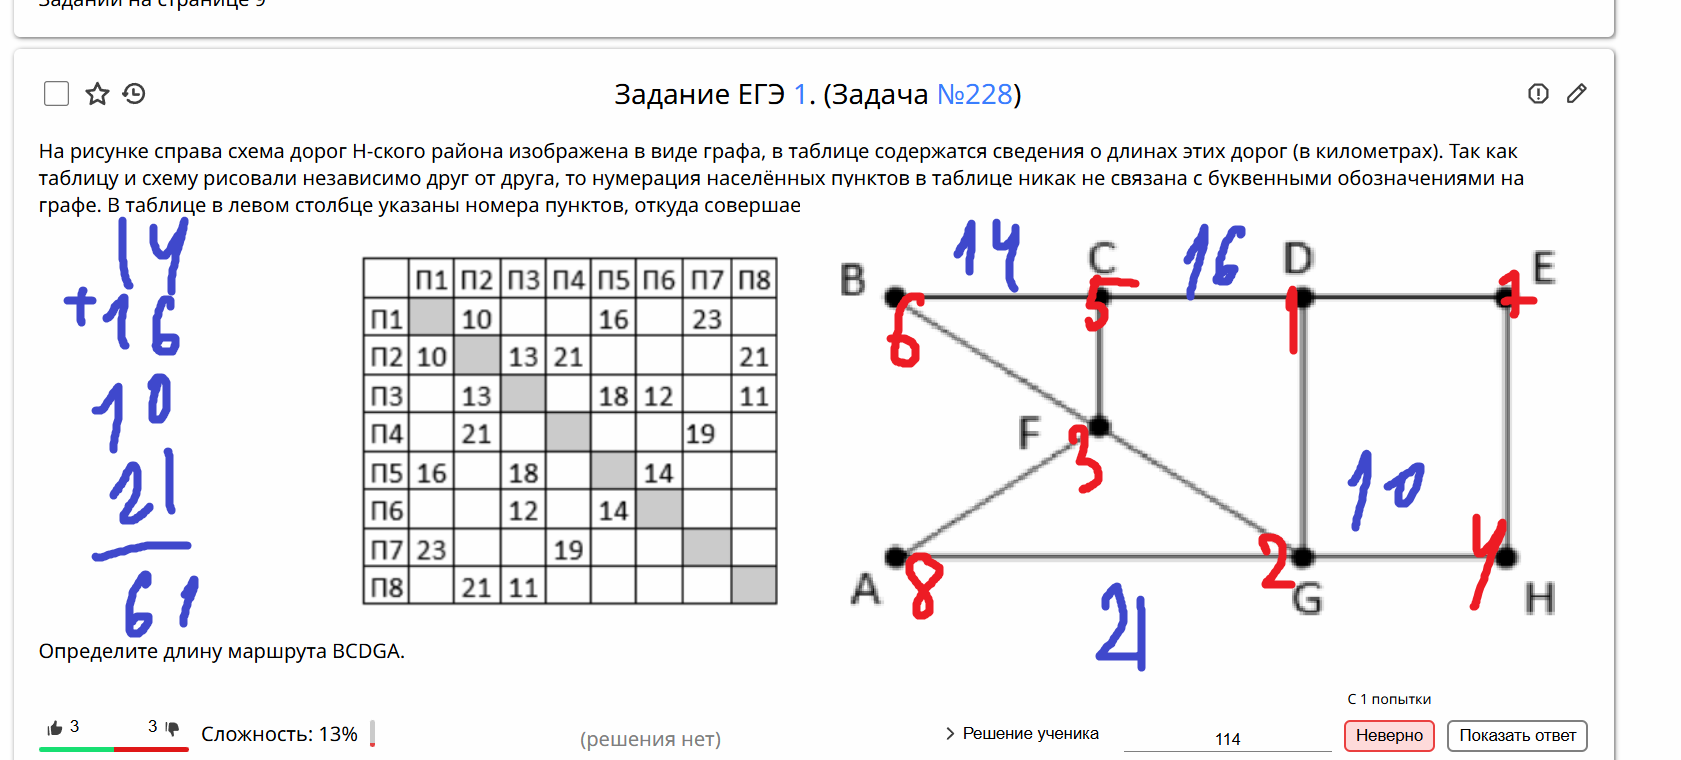 Задания на странице 9
Задание ЕГЭ 1. (Задача №228)
На рисунке справа схема дорог Н-ского района изображена в виде графа, в таблице содержатся сведения о длинах этих дорог (в километрах). Так как
таблицу и схему рисовали независимо друг от друга, то нумерация населённых пунктов в таблице никак не связана с буквенными обозначениями на
графе. В таблице в левом столбце указаны номера пунктов, откуда совершае
14
+16
10
21
61
П1 П2 П3 П4 П5 П6 П7 П8
П1 10 16 23
П2 10 13 21 21
П3 13 18 12 11
П4 21 19
П5 16 18 14
П6 12 14
П7 23 19
П8 21 11
B 14 C 16 D E
6 5 1 7
F 3 10
A 8 2 G 4 H
21
Определите длину маршрута BCDGA.
С 1 попытки
3 3 Сложность: 13% (решения нет) Решение ученика 114 Неверно Показать ответ